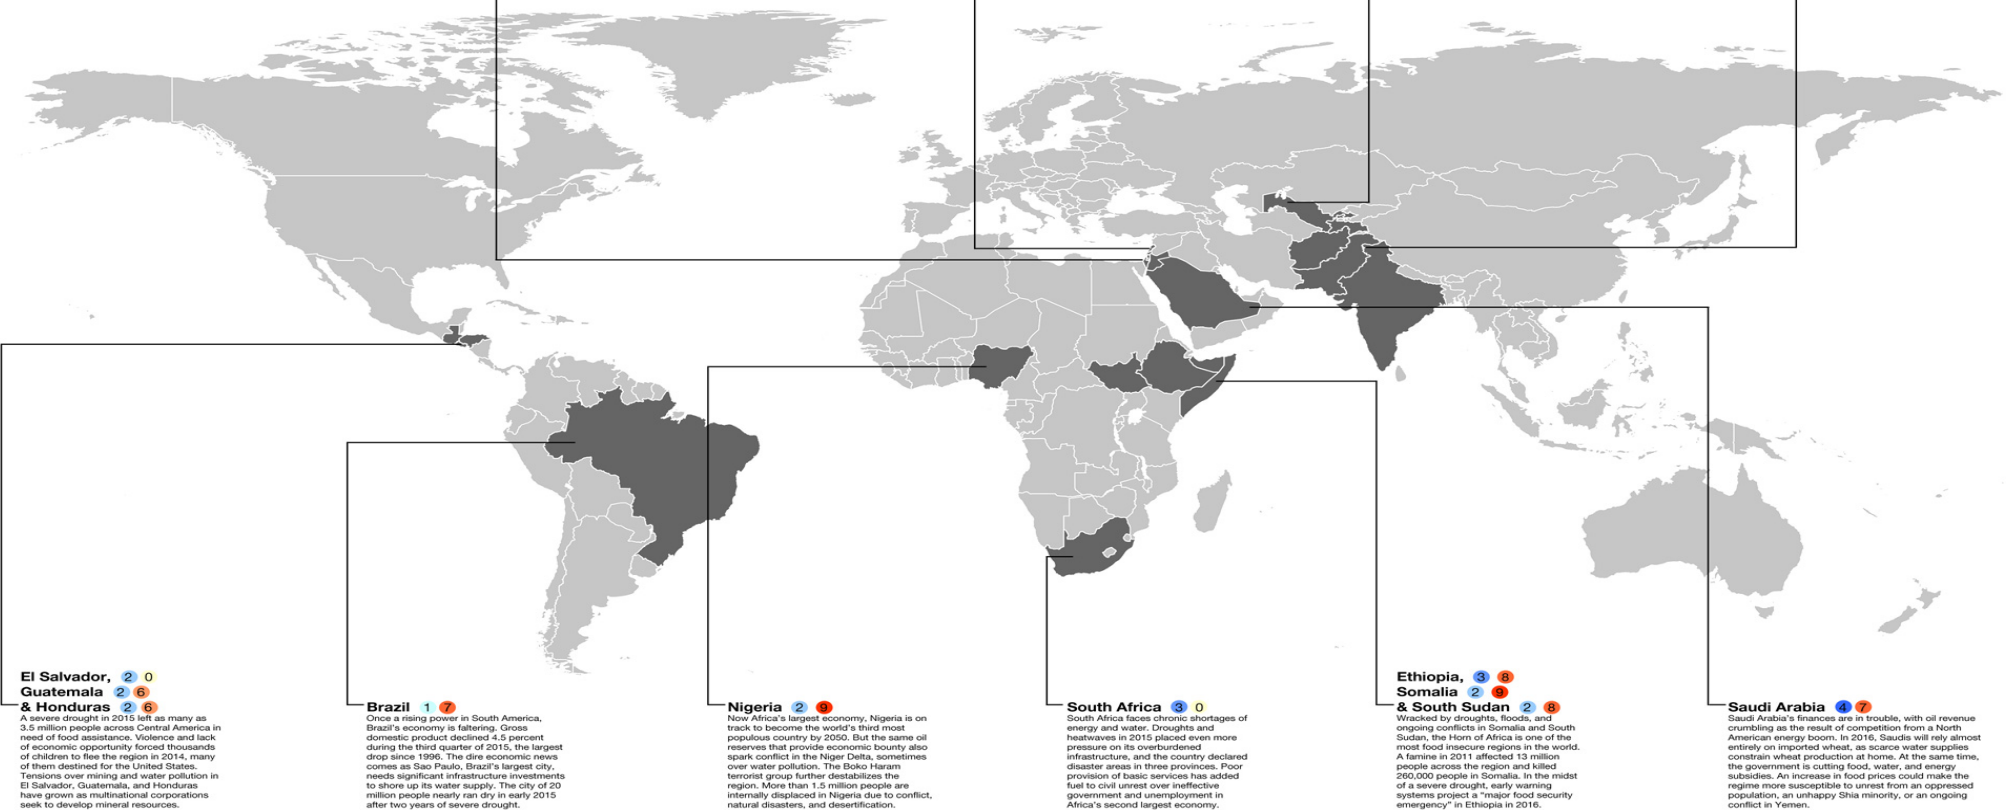 El Salvador, 2 0
Guatemala 2 6
& Honduras 2 6
A severe drought in 2015 left as many as
3.5 million people across Central America in
need of food assistance. Violence and lack
of economic opportunity forced thousands
of children to flee the region in 2014, many
of them destined for the United States.
Tensions over mining and water pollution in
El Salvador, Guatemala, and Honduras
have grown as multinational corporations
seek to develop mineral resources.
Brazil 1 7
Once a rising power in South America,
Brazil's economy is faltering. Gross
domestic product declined 4.5 percent
during the third quarter of 2015, the largest
drop since 1996. The dire economic news
comes as Sao Paulo, Brazil's largest city,
needs significant infrastructure investments
to shore up its water supply. The city of 20
million people nearly ran dry in early 2015
after two years of severe drought.
Nigeria 2 9
Now Africa's largest economy, Nigeria is on
track to become the world's third most
populous country by 2050. But the same oil
reserves that provide economic bounty also
spark conflict in the Niger Delta, sometimes
over water pollution. The Boko Haram
terrorist group further destabilizes the
region. More than 1.5 million people are
internally displaced in Nigeria due to conflict,
natural disasters, and desertification.
South Africa 3 0
South Africa faces chronic shortages of
energy and water. Droughts and
heatwaves in 2015 placed even more
pressure on its overburdened
infrastructure, and the country declared
disaster areas in three provinces. Poor
provision of basic services has added
fuel to civil unrest over ineffective
government and unemployment in
Africa's second largest economy.
Ethiopia, 3 8
Somalia 2 9
& South Sudan 2 8
Wracked by droughts, floods, and
ongoing conflicts in Somalia and South
Sudan, the Horn of Africa is one of the
most food insecure regions in the world.
A famine in 2011 affected 13 million
people across the region and killed
260,000 people in Somalia. In the midst
of a severe drought, early warning
systems project a "major food security
emergency" in Ethiopia in 2016.
Saudi Arabia 4 7
Saudi Arabia's finances are in trouble, with oil revenue
crumbling as the result of competition from a North
American energy boom. In 2016, Saudis will rely almost
entirely on imported wheat, as scarce water supplies
constrain wheat production at home. At the same time,
the government is cutting food, water, and energy
subsidies. An increase in food prices could make the
regime more susceptible to unrest from an oppressed
population, an unhappy Shia minority, or an ongoing
conflict in Yemen.